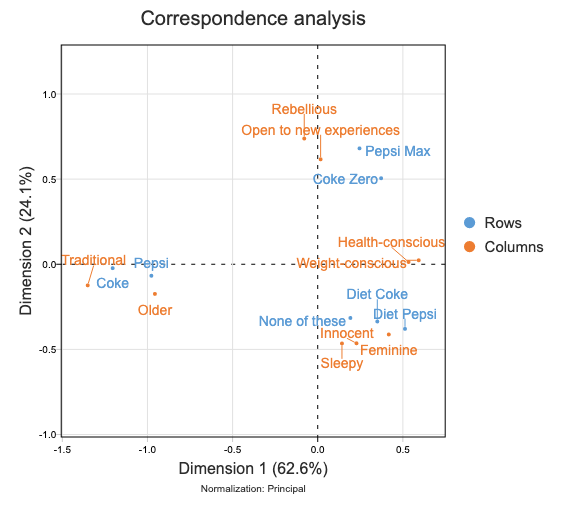 Correspondence analysis
Rebellious
Open to new experiences
Pepsi Max
Coke Zero
Health-conscious
Weight-conscious
Traditional
Pepsi
Coke
Older
Diet Coke
Diet Pepsi
None of these
Innocent
Feminine
Sleepy
1.0
0.5
0.0
-0.5
-1.0
-1.5
-1.0
-0.5
0.0
0.5
Dimension 2 (24.1%)
Dimension 1 (62.6%)
Normalization: Principal
Rows
Columns